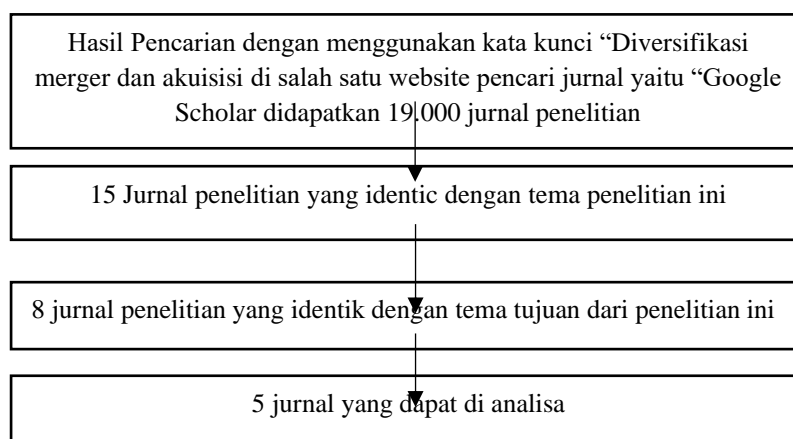 Hasil Pencarian dengan menggunakan kata kunci “Diversifikasi
merger dan akuisisi di salah satu website pencari jurnal yaitu “Google
Scholar didapatkan 19.000 jurnal penelitian
15 Jurnal penelitian yang identic dengan tema penelitian ini
8 jurnal penelitian yang identik dengan tema tujuan dari penelitian ini
5 jurnal yang dapat di analisa